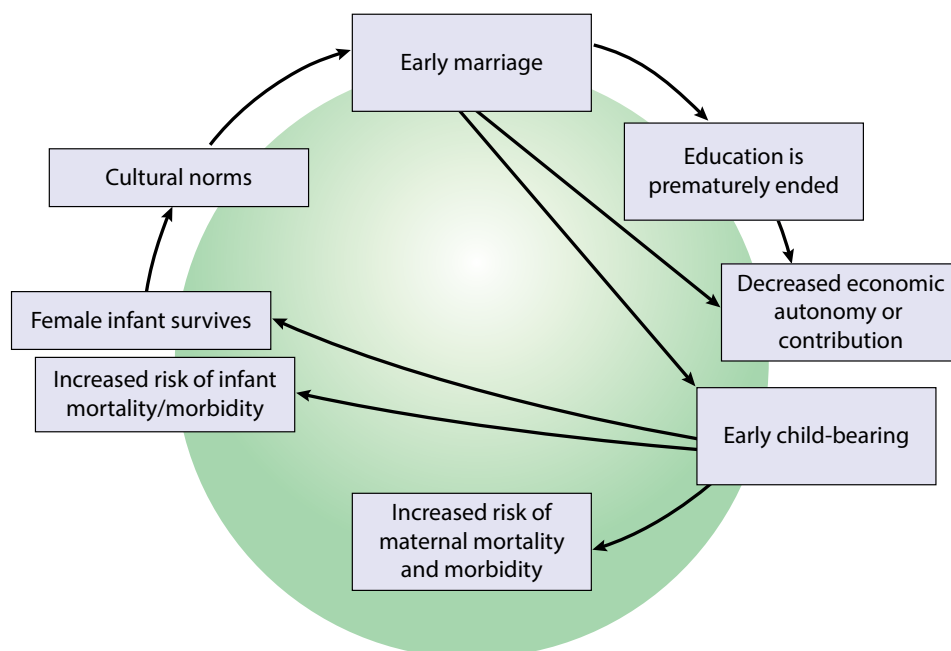 Early marriage
Education is
prematurely ended
Cultural norms
Decreased economic
autonomy or
contribution
Female infant survives
Increased risk of infant
mortality/morbidity
Early child-bearing
Increased risk of
maternal mortality
and morbidity